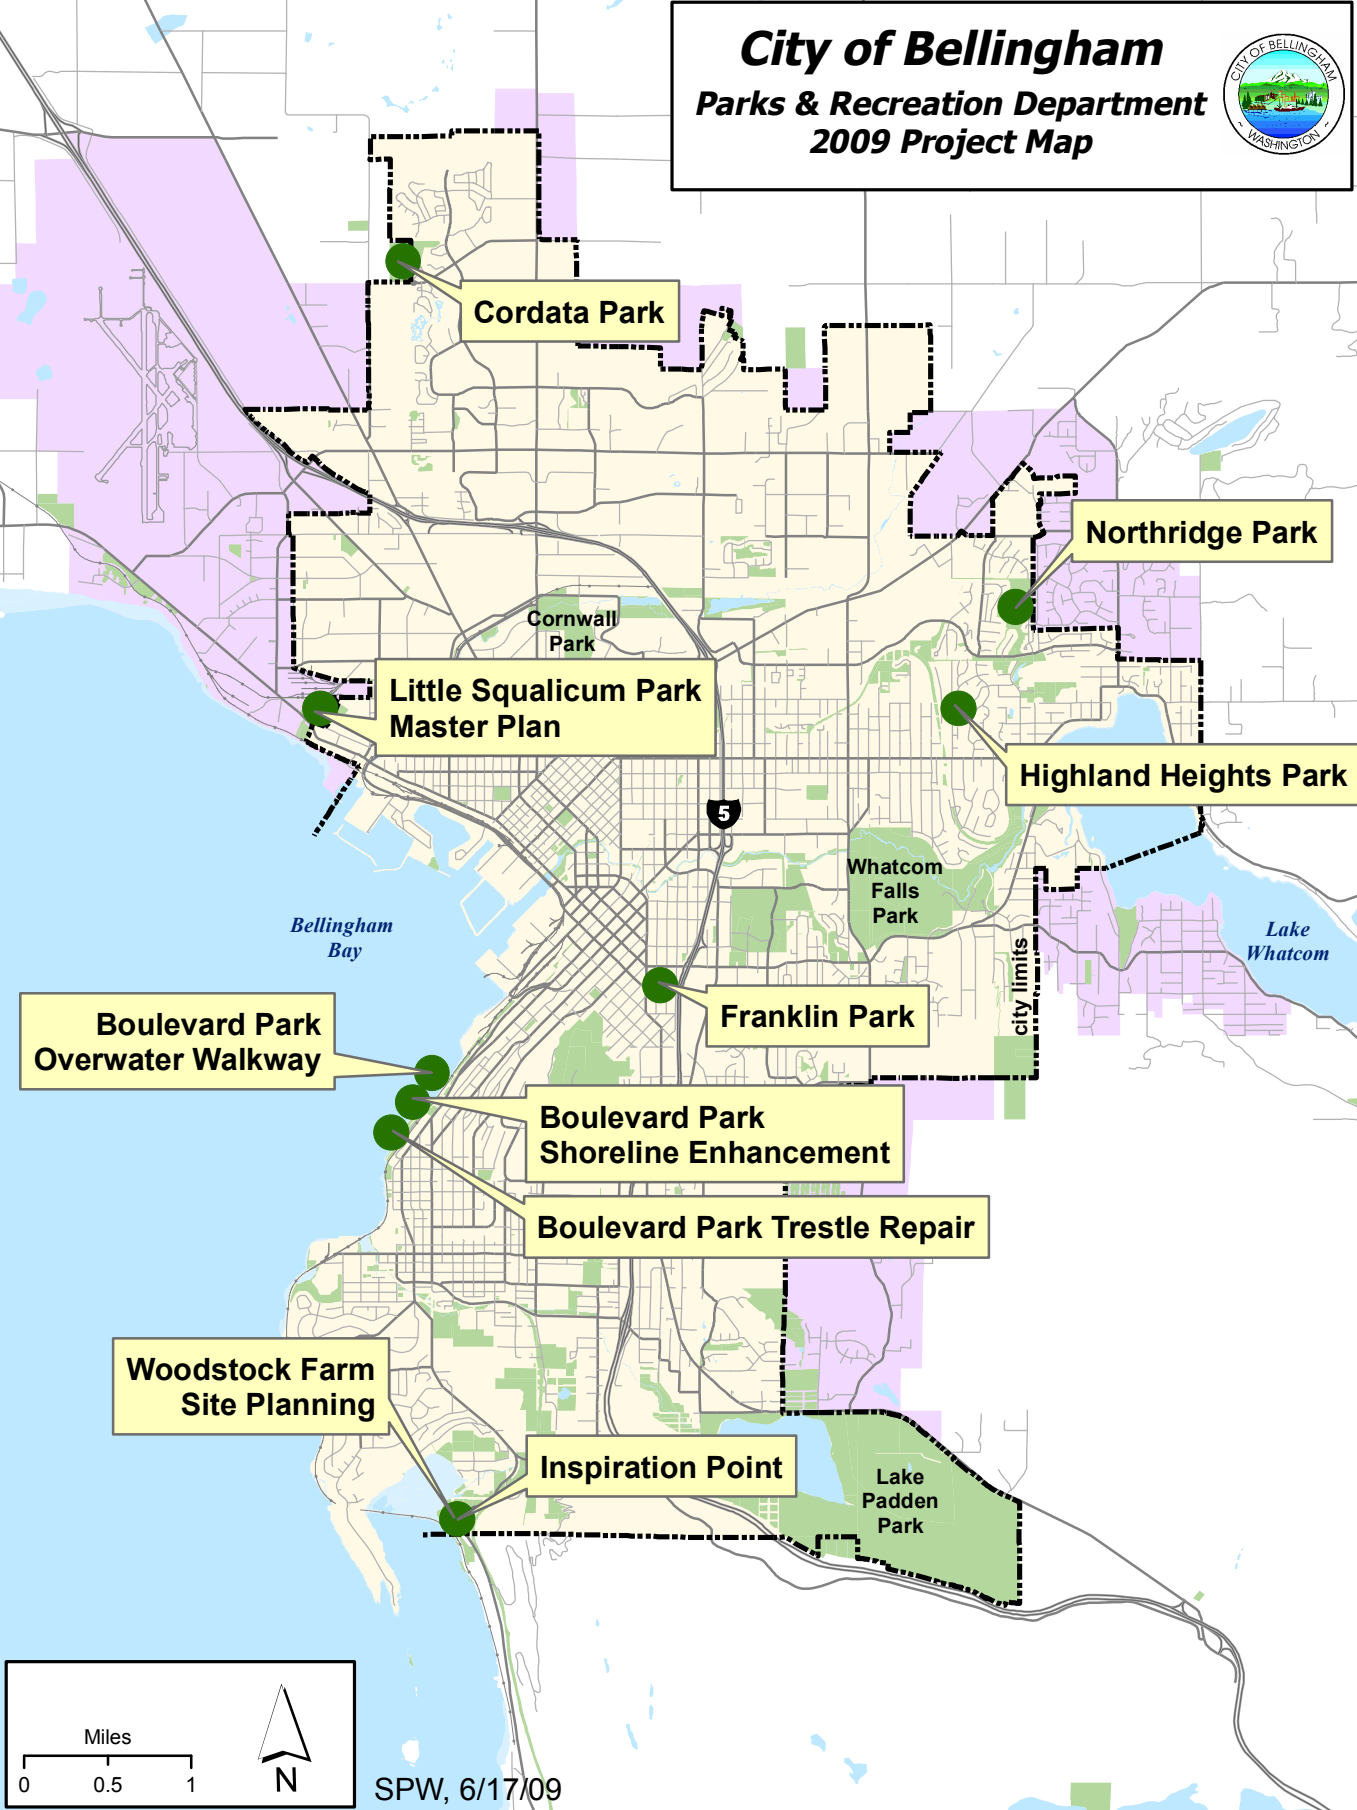 City of Bellingham
Parks & Recreation Department
2009 Project Map
CITY OF BELLINGHAM
~ WASHINGTON ~
Cordata Park
Northridge Park
Cornwall
Park
Little Squalicum Park
Master Plan
Highland Heights Park
5
Whatcom
Falls
Park
Bellingham
Bay
Lake
Whatcom
city limits
Franklin Park
Boulevard Park
Overwater Walkway
Boulevard Park
Shoreline Enhancement
Boulevard Park Trestle Repair
Woodstock Farm
Site Planning
Inspiration Point
Lake
Padden
Park
Miles
0 0.5 1
N
SPW, 6/17/09